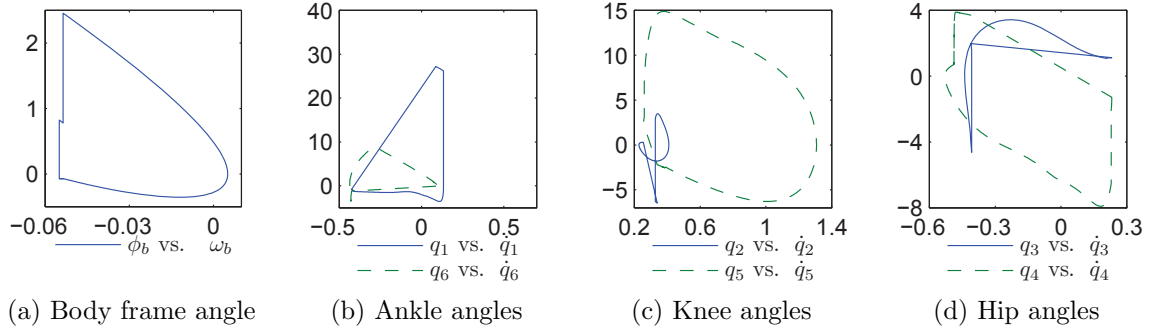 2
1
0
−0.06 −0.03 0
ϕ_b vs. ω_b
(a) Body frame angle
40
30
20
10
0
−0.5 0 0.5
q_1 vs. q̇_1
q_6 vs. q̇_6
(b) Ankle angles
15
10
5
0
−5
0.2 0.6 1 1.4
q_2 vs. q̇_2
q_5 vs. q̇_5
(c) Knee angles
4
0
−4
−8
−0.6 −0.3 0 0.3
q_3 vs. q̇_3
q_4 vs. q̇_4
(d) Hip angles